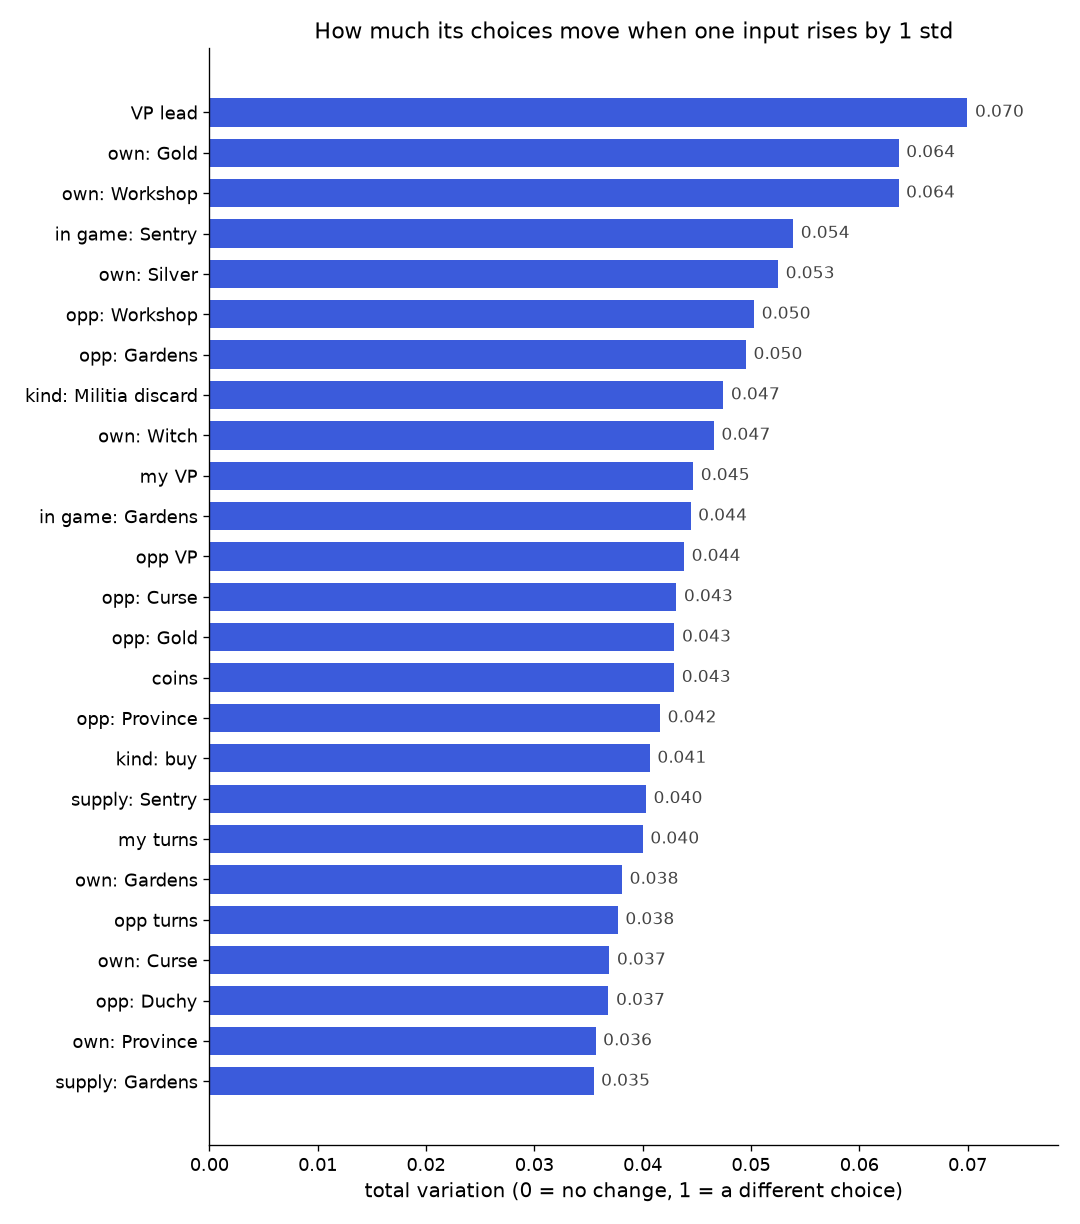 How much its choices move when one input rises by 1 std
VP lead 0.070
own: Gold 0.064
own: Workshop 0.064
in game: Sentry 0.054
own: Silver 0.053
opp: Workshop 0.050
opp: Gardens 0.050
kind: Militia discard 0.047
own: Witch 0.047
my VP 0.045
in game: Gardens 0.044
opp VP 0.044
opp: Curse 0.043
opp: Gold 0.043
coins 0.043
opp: Province 0.042
kind: buy 0.041
supply: Sentry 0.040
my turns 0.040
own: Gardens 0.038
opp turns 0.038
own: Curse 0.037
opp: Duchy 0.037
own: Province 0.036
supply: Gardens 0.035
0.00 0.01 0.02 0.03 0.04 0.05 0.06 0.07
total variation (0 = no change, 1 = a different choice)